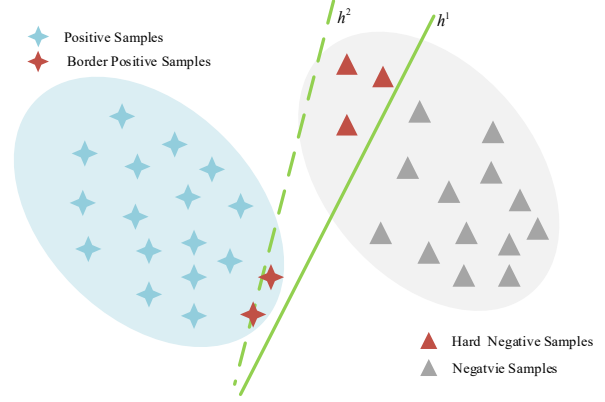 h²
h¹
Positive Samples
Border Positive Samples
Hard Negative Samples
Negatvie Samples